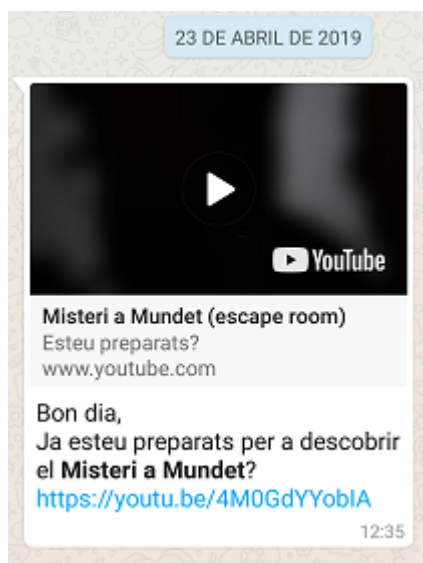 23 DE ABRIL DE 2019
YouTube
Misteri a Mundet (escape room)
Esteu preparats?
www.youtube.com
Bon dia,
Ja esteu preparats per a descobrir
el Misteri a Mundet?
https://youtu.be/4M0GdYYobIA
12:35